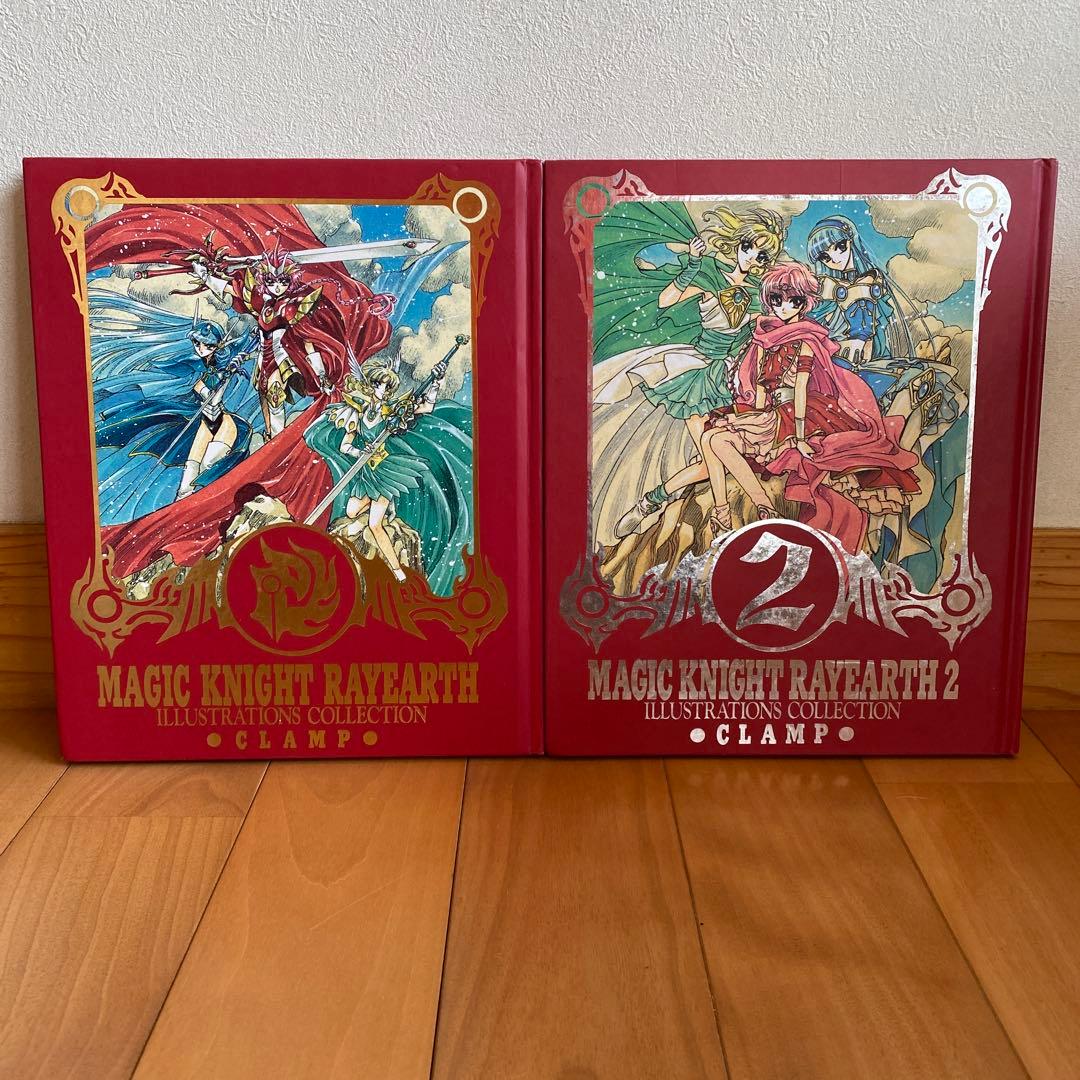 MAGIC KNIGHT RAYEARTH
ILLUSTRATIONS COLLECTION
● CLAMP ●
2
MAGIC KNIGHT RAYEARTH 2
ILLUSTRATIONS COLLECTION
● CLAMP ●